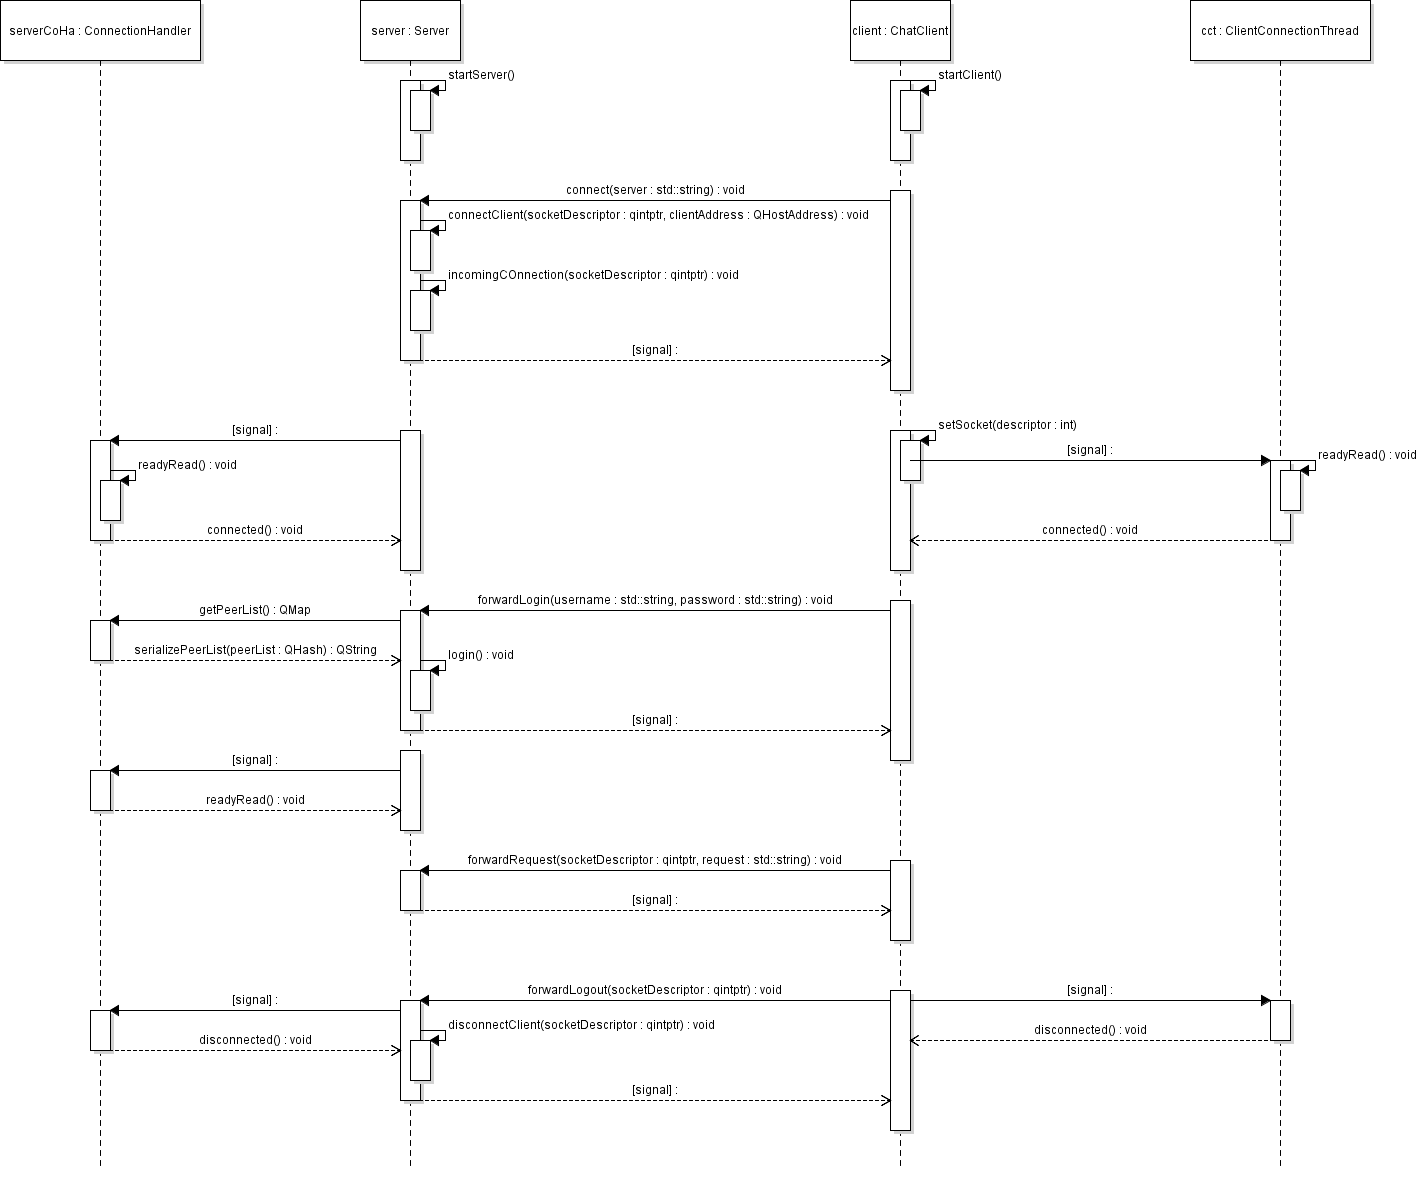 serverCoHa : ConnectionHandler
server : Server
client : ChatClient
cct : ClientConnectionThread
startServer()
startClient()
connect(server : std::string) : void
connectClient(socketDescriptor : qintptr, clientAddress : QHostAddress) : void
incomingCOnnection(socketDescriptor : qintptr) : void
[signal] :
[signal] :
setSocket(descriptor : int)
[signal] :
readyRead() : void
readyRead() : void
connected() : void
connected() : void
forwardLogin(username : std::string, password : std::string) : void
getPeerList() : QMap
serializePeerList(peerList : QHash) : QString
login() : void
[signal] :
[signal] :
readyRead() : void
forwardRequest(socketDescriptor : qintptr, request : std::string) : void
[signal] :
forwardLogout(socketDescriptor : qintptr) : void
[signal] :
[signal] :
disconnectClient(socketDescriptor : qintptr) : void
disconnected() : void
disconnected() : void
[signal] :